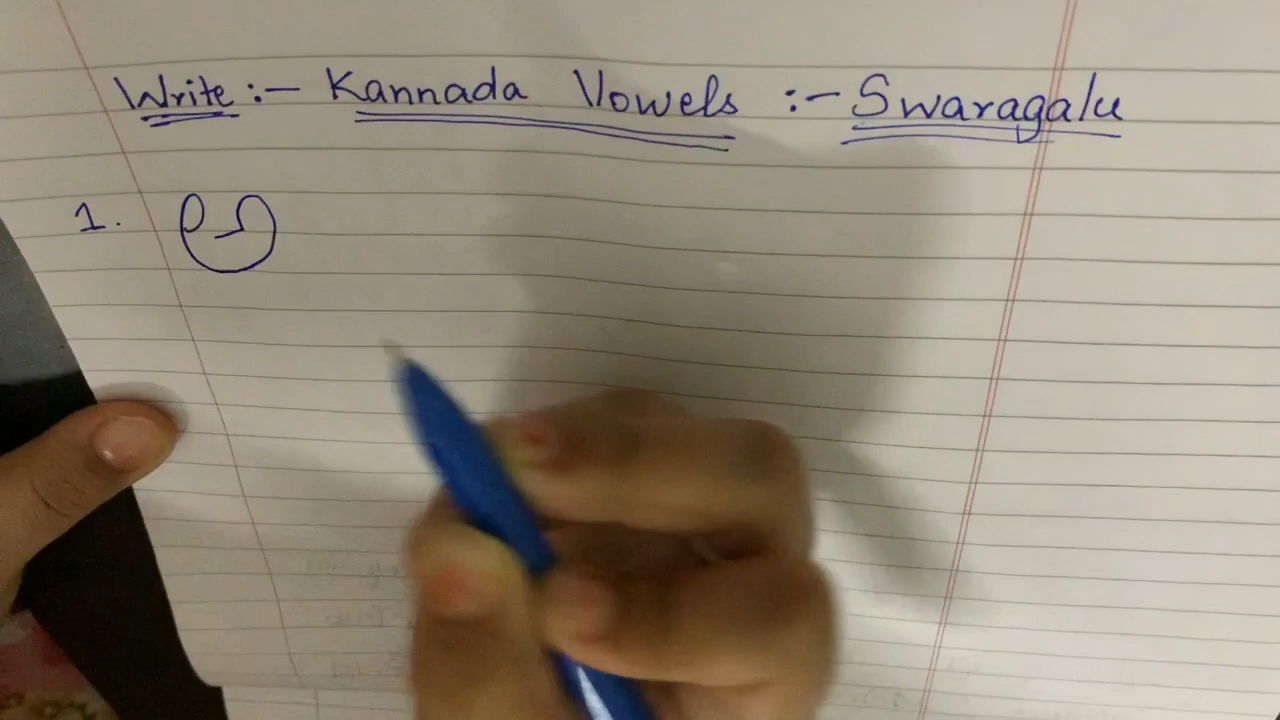 Write :- Kannada Vowels :- Swaragalu
1. ಅ